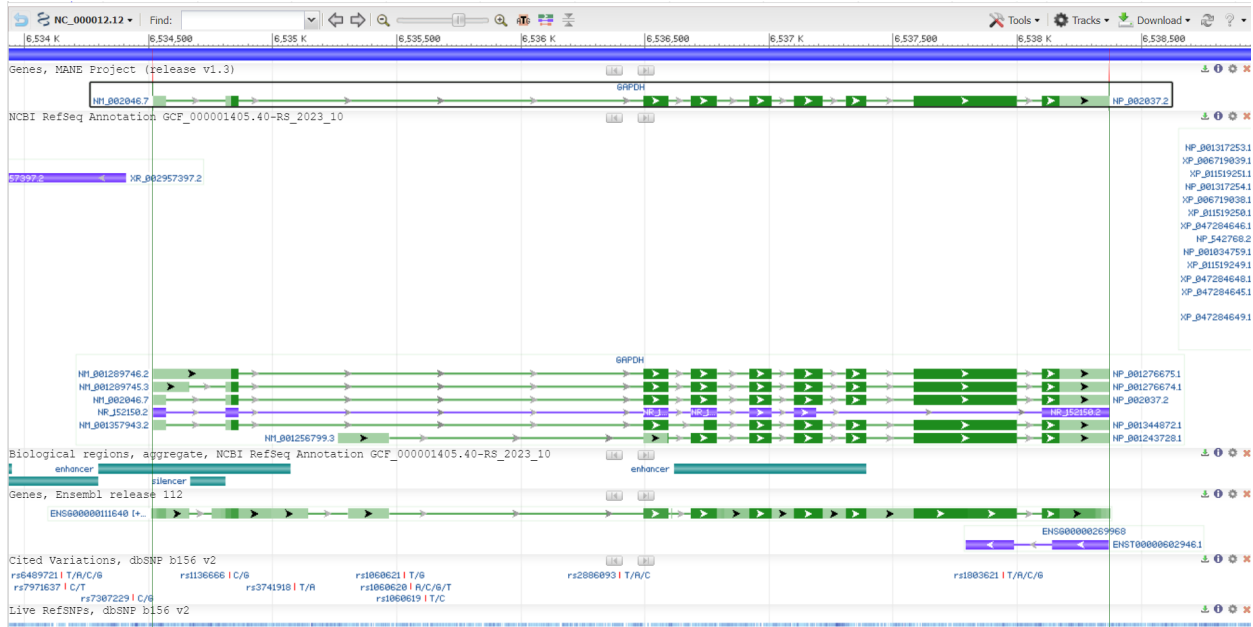 NC_000012.12 Find: Tools Tracks Download ?
6,534 K 6,534,500 6,535 K 6,535,500 6,536 K 6,536,500 6,537 K 6,537,500 6,538 K 6,538,500
Genes, MANE Project (release v1.3)
GAPDH
NM_002046.7 NP_002037.2
NCBI RefSeq Annotation GCF_000001405.40-RS_2023_10
NP_001317253.1
XP_006719039.1
XP_011519251.1
57397.2 XR_002957397.2
NP_001317254.1
XP_006719038.1
XP_011519250.1
XP_047284646.1
NP_542768.2
NP_001034759.1
XP_011519249.1
XP_047284648.1
XP_047284645.1
XP_047284649.1
GAPDH
NM_001289746.2 NP_001276675.1
NM_001289745.3 NP_001276674.1
NM_002046.7 NP_002037.2
NR_152150.2 NR_1… NR_1… NR_152150.2
NM_001357943.2 NP_001344872.1
NM_001256799.3 NP_001243728.1
Biological regions, aggregate, NCBI RefSeq Annotation GCF_000001405.40-RS_2023_10
enhancer enhancer
silencer
Genes, Ensembl release 112
ENSG00000111640 [+…
ENSG00000269968
ENST00000602946.1
Cited Variations, dbSNP b156 v2
rs6489721 T/A/C/G rs1136666 C/G rs1060621 T/G rs2886093 T/A/C rs1803621 T/A/C/G
rs7971637 C/T rs3741918 T/A rs1060620 A/C/G/T
rs7307229 C/G rs1060619 T/C
Live RefSNPs, dbSNP b156 v2